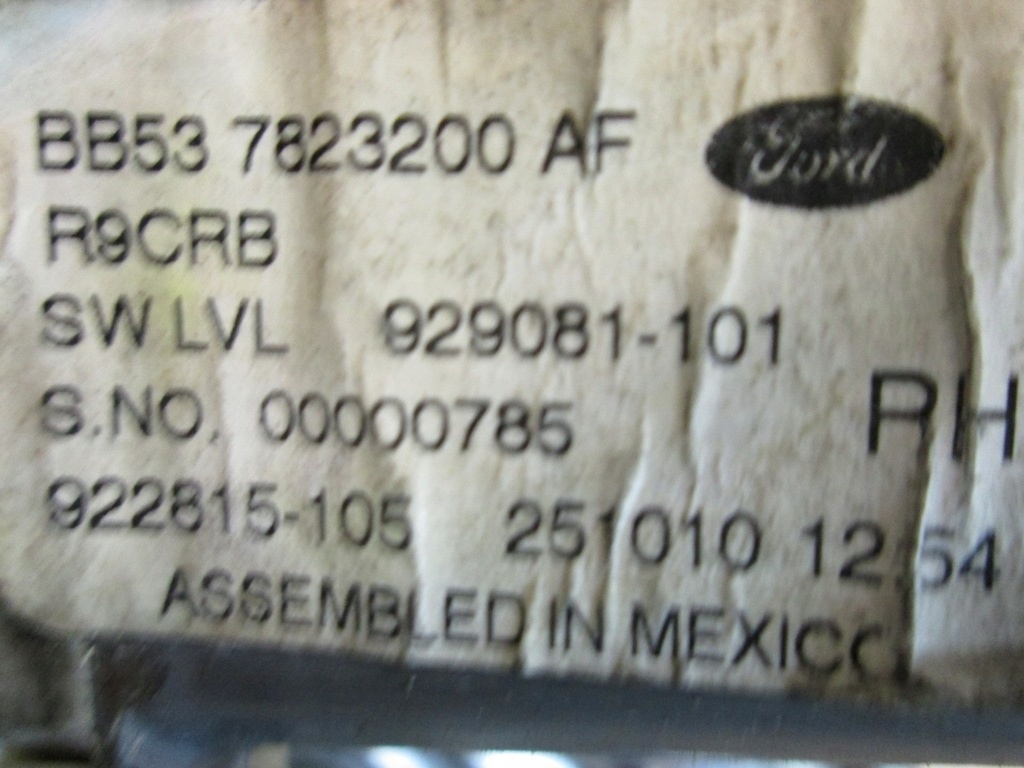 BB53 7823200 AF Ford
R9CRB
SW LVL 929081-101
S.NO. 00000785 RH
922815-105 251010 12:54
ASSEMBLED IN MEXICO